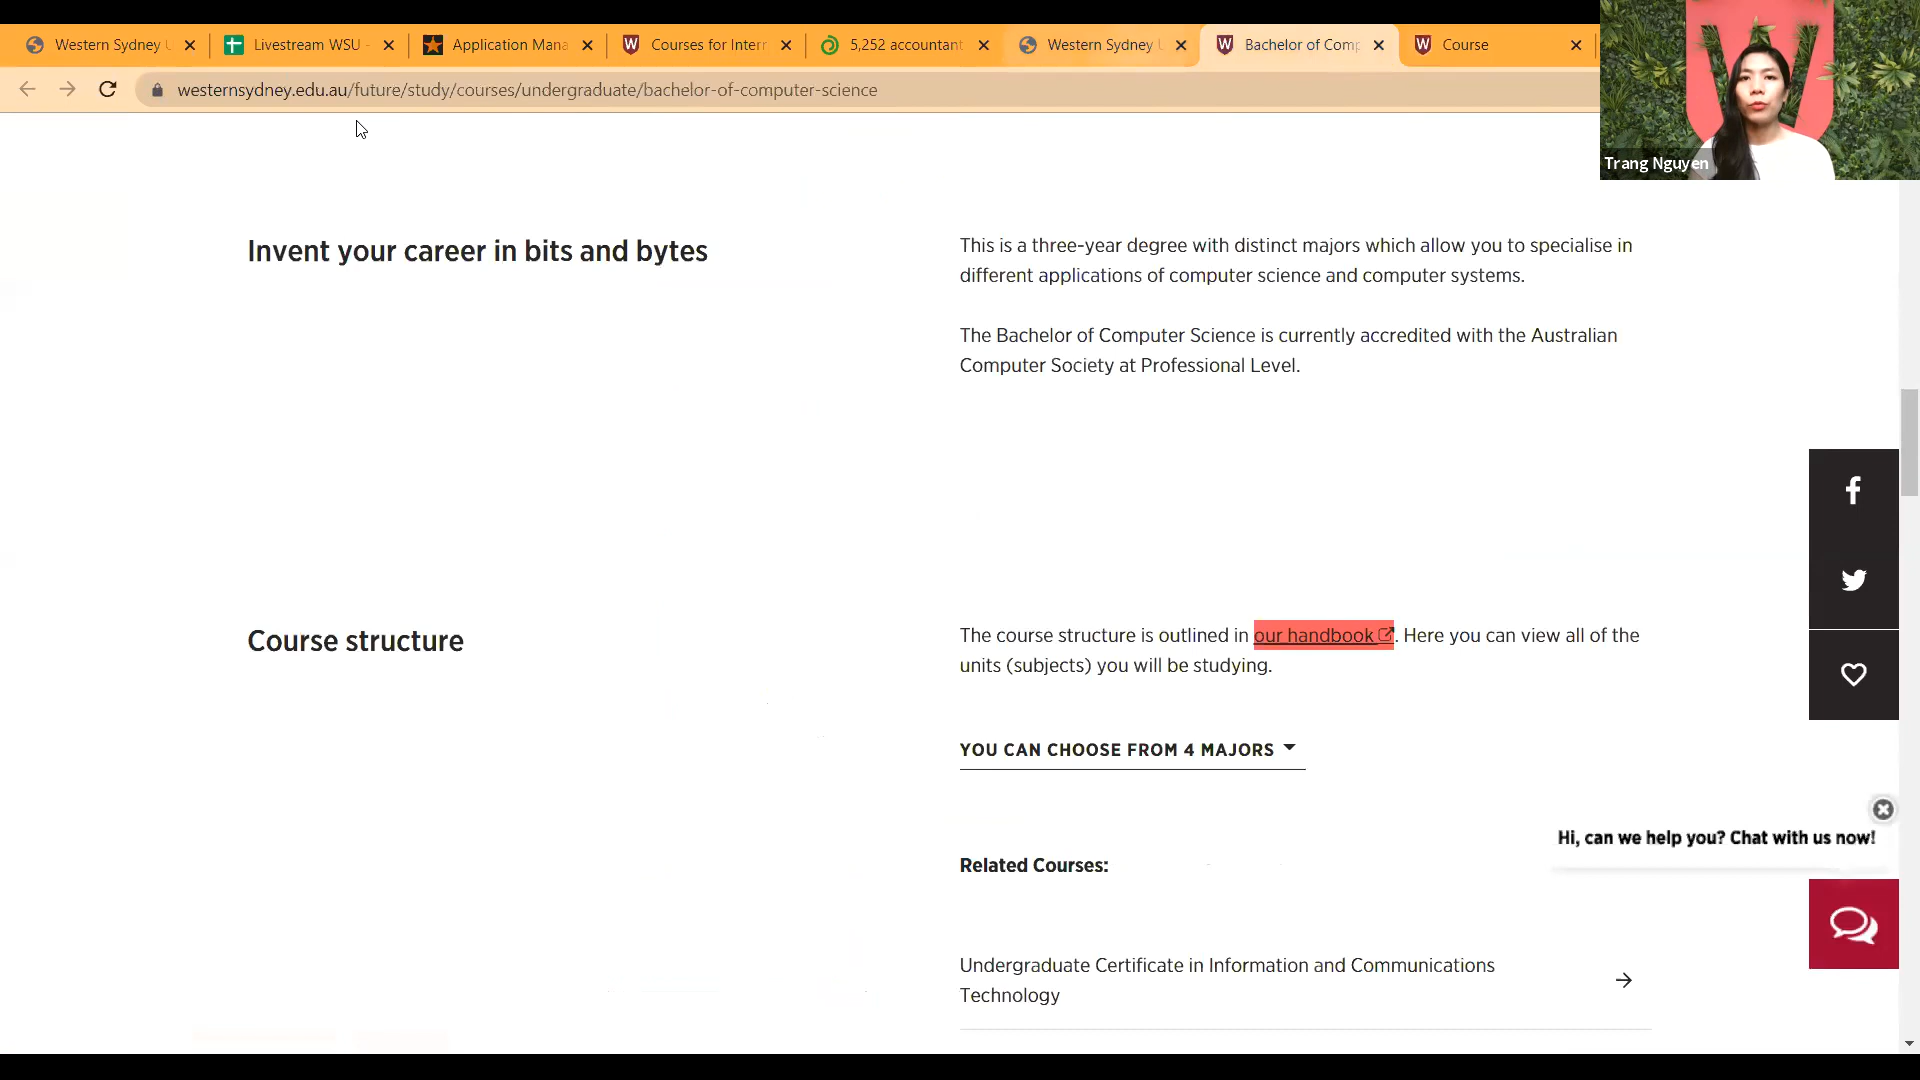 Western Sydney U
Livestream WSU -
Application Mana
Courses for Intern
5,252 accountant
Western Sydney U
Bachelor of Comp
Course
westernsydney.edu.au/future/study/courses/undergraduate/bachelor-of-computer-science
Trang Nguyen
Invent your career in bits and bytes
This is a three-year degree with distinct majors which allow you to specialise in
different applications of computer science and computer systems.
The Bachelor of Computer Science is currently accredited with the Australian
Computer Society at Professional Level.
Course structure
The course structure is outlined in our handbook. Here you can view all of the
units (subjects) you will be studying.
YOU CAN CHOOSE FROM 4 MAJORS
Hi, can we help you? Chat with us now!
Related Courses:
Undergraduate Certificate in Information and Communications
Technology